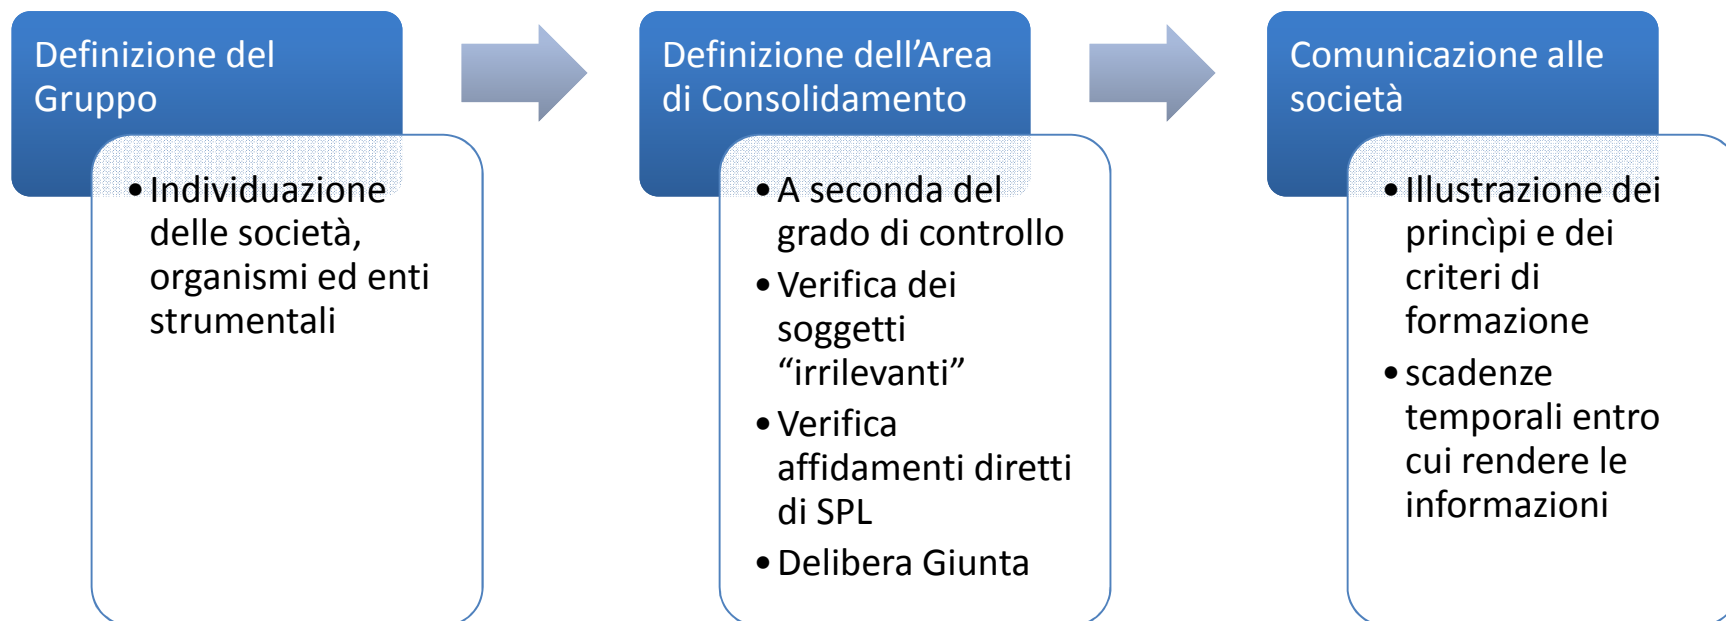 Definizione del
Gruppo
• Individuazione
delle società,
organismi ed enti
strumentali
Definizione dell’Area
di Consolidamento
• A seconda del
grado di controllo
• Verifica dei
soggetti
“irrilevanti”
• Verifica
affidamenti diretti
di SPL
• Delibera Giunta
Comunicazione alle
società
• Illustrazione dei
princìpi e dei
criteri di
formazione
• scadenze
temporali entro
cui rendere le
informazioni